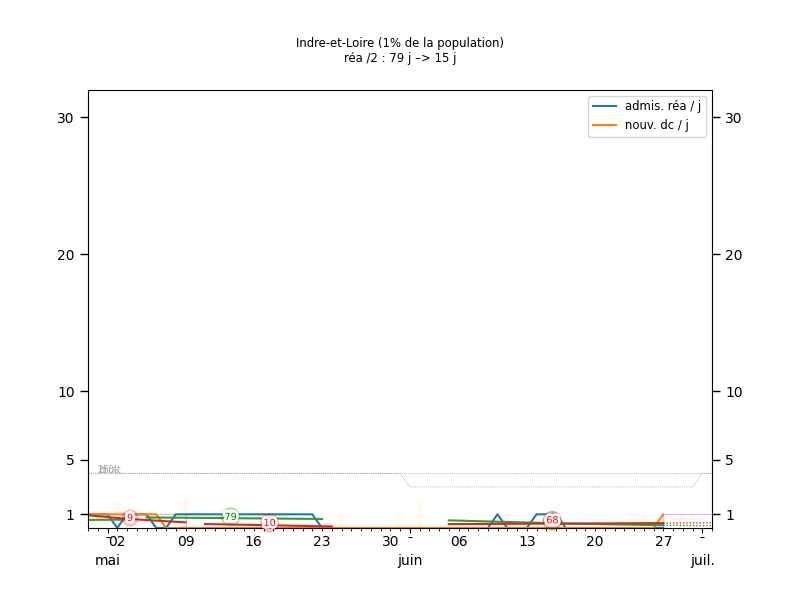 Indre-et-Loire (1% de la population)
réa /2 : 79 j –> 15 j
admis. réa / j
nouv. dc / j
30 30
20 20
10 10
5 5
1 1
9 79 10 68
02 09 16 23 30 - 06 13 20 27 -
mai juin juil.